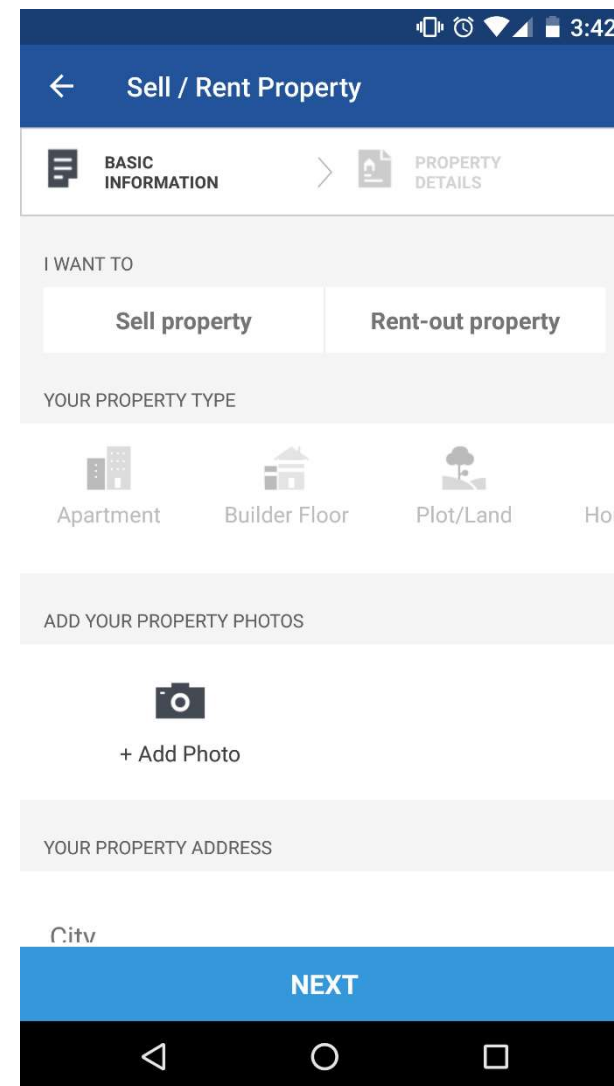 3:42
Sell / Rent Property
BASIC
INFORMATION
PROPERTY
DETAILS
I WANT TO
Sell property
Rent-out property
YOUR PROPERTY TYPE
Apartment
Builder Floor
Plot/Land
Ho
ADD YOUR PROPERTY PHOTOS
+ Add Photo
YOUR PROPERTY ADDRESS
City
NEXT